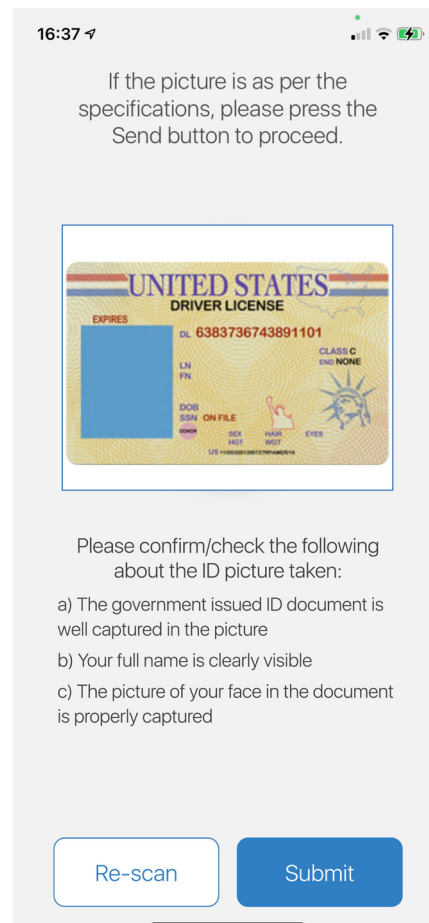 16:37
If the picture is as per the
specifications, please press the
Send button to proceed.
UNITED STATES
DRIVER LICENSE
EXPIRES
DL 6383736743891101
CLASS C
END NONE
LN
FN
DOB
SSN ON FILE
DONOR
SEX HAIR EYES
HGT WGT
US
Please confirm/check the following
about the ID picture taken:
a) The government issued ID document is
well captured in the picture
b) Your full name is clearly visible
c) The picture of your face in the document
is properly captured
Re-scan
Submit